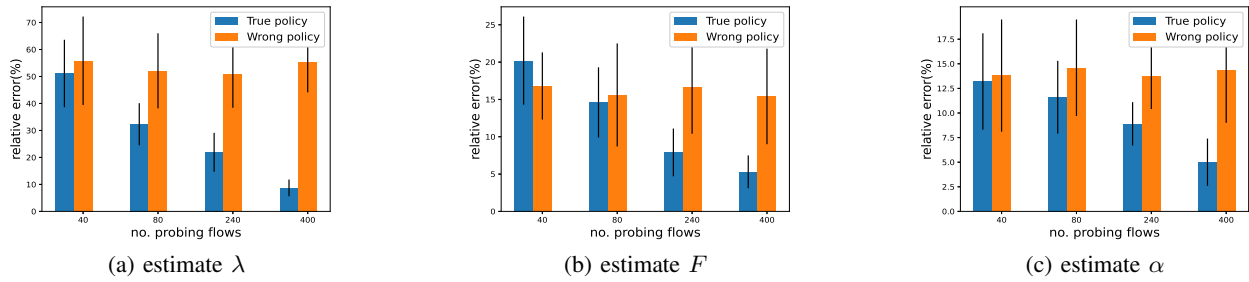 relative error(%)
70
60
50
40
30
20
10
0
True policy
Wrong policy
40 80 240 400
no. probing flows
(a) estimate λ
relative error(%)
25
20
15
10
5
0
True policy
Wrong policy
40 80 240 400
no. probing flows
(b) estimate F
relative error(%)
17.5
15.0
12.5
10.0
7.5
5.0
2.5
0.0
True policy
Wrong policy
40 80 240 400
no. probing flows
(c) estimate α